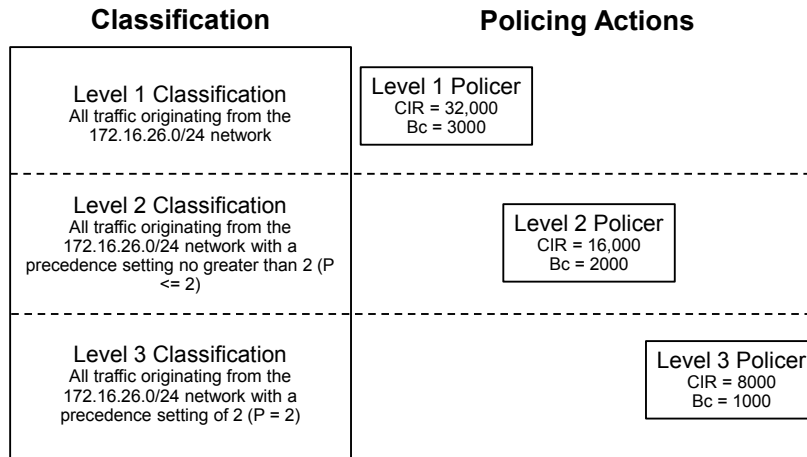 Classification
Policing Actions
Level 1 Classification
All traffic originating from the
172.16.26.0/24 network
Level 1 Policer
CIR = 32,000
Bc = 3000
Level 2 Classification
All traffic originating from the
172.16.26.0/24 network with a
precedence setting no greater than 2 (P
<= 2)
Level 2 Policer
CIR = 16,000
Bc = 2000
Level 3 Classification
All traffic originating from the
172.16.26.0/24 network with a
precedence setting of 2 (P = 2)
Level 3 Policer
CIR = 8000
Bc = 1000